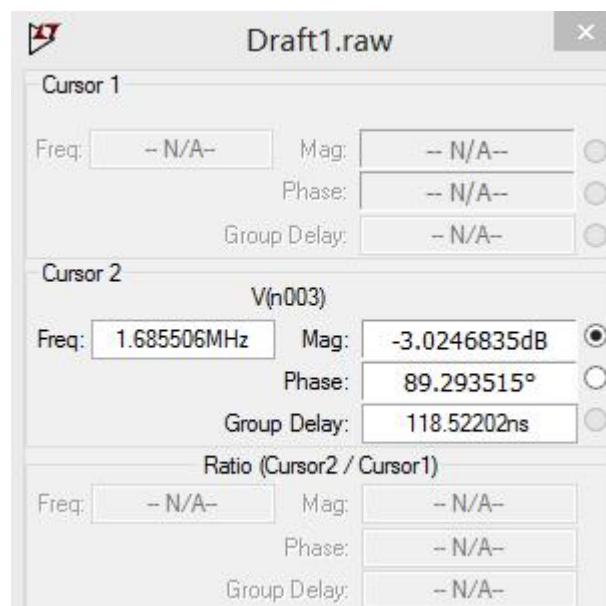 Draft1.raw
Cursor 1
Freq: -- N/A-- Mag: -- N/A--
Phase: -- N/A--
Group Delay: -- N/A--
Cursor 2
V(n003)
Freq: 1.685506MHz Mag: -3.0246835dB
Phase: 89.293515°
Group Delay: 118.52202ns
Ratio (Cursor2 / Cursor1)
Freq: -- N/A-- Mag: -- N/A--
Phase: -- N/A--
Group Delay: -- N/A--